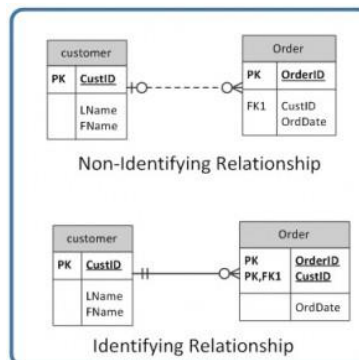 customer
PK CustID
LName
FName
Order
PK OrderID
FK1 CustID
OrdDate
Non-Identifying Relationship
customer
PK CustID
LName
FName
Order
PK OrderID
PK,FK1 CustID
OrdDate
Identifying Relationship